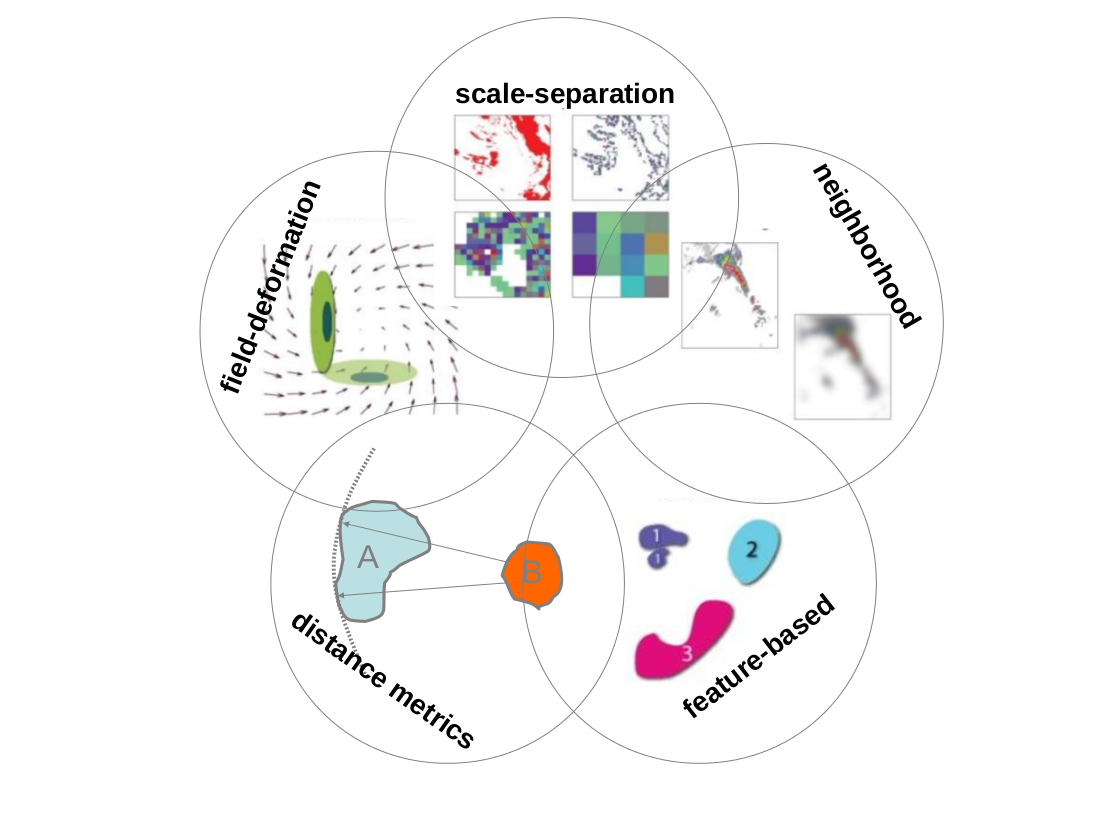 scale-separation
neighborhood
field-deformation
A
B
distance metrics
1
1
2
3
feature-based